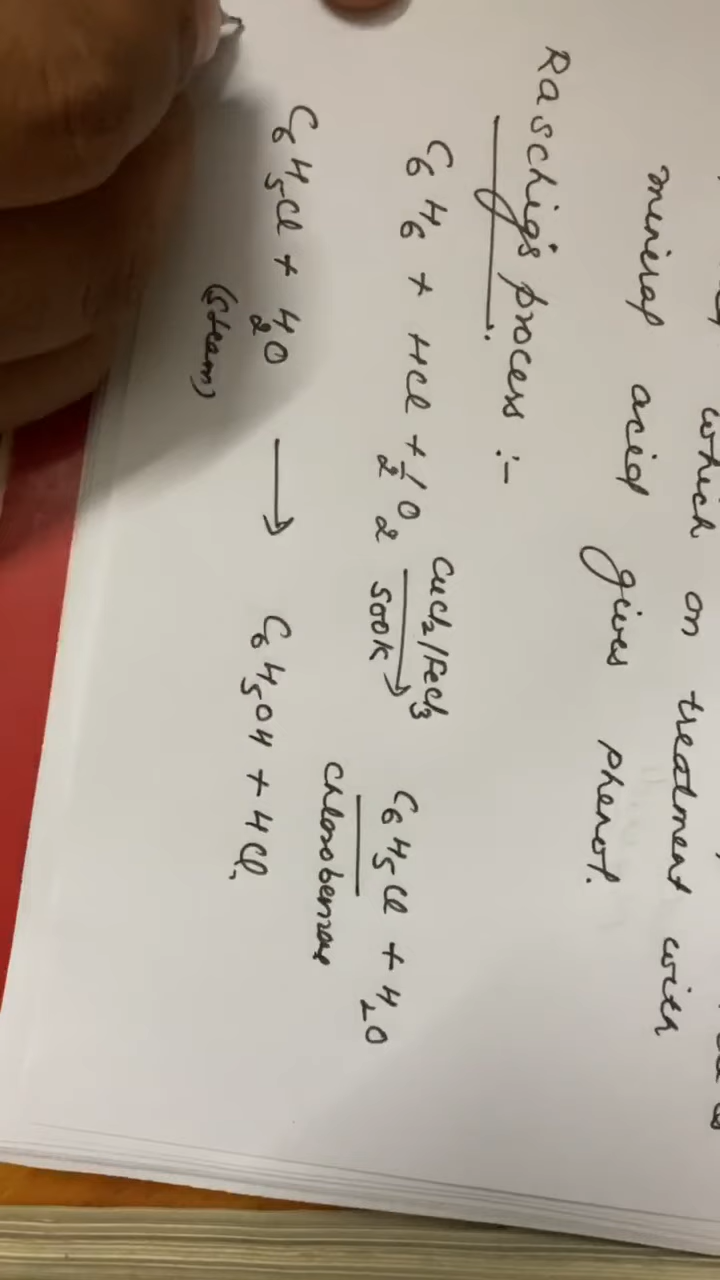 which on treatment with
mineral acid gives phenol.
Raschig's process :-
C6H6 + HCl + 1/2 O2 CuCl2/FeCl3 500K → C6H5Cl + H2O
Chlorobenzene
C6H5Cl + H2O → C6H5OH + HCl.
(Steam)